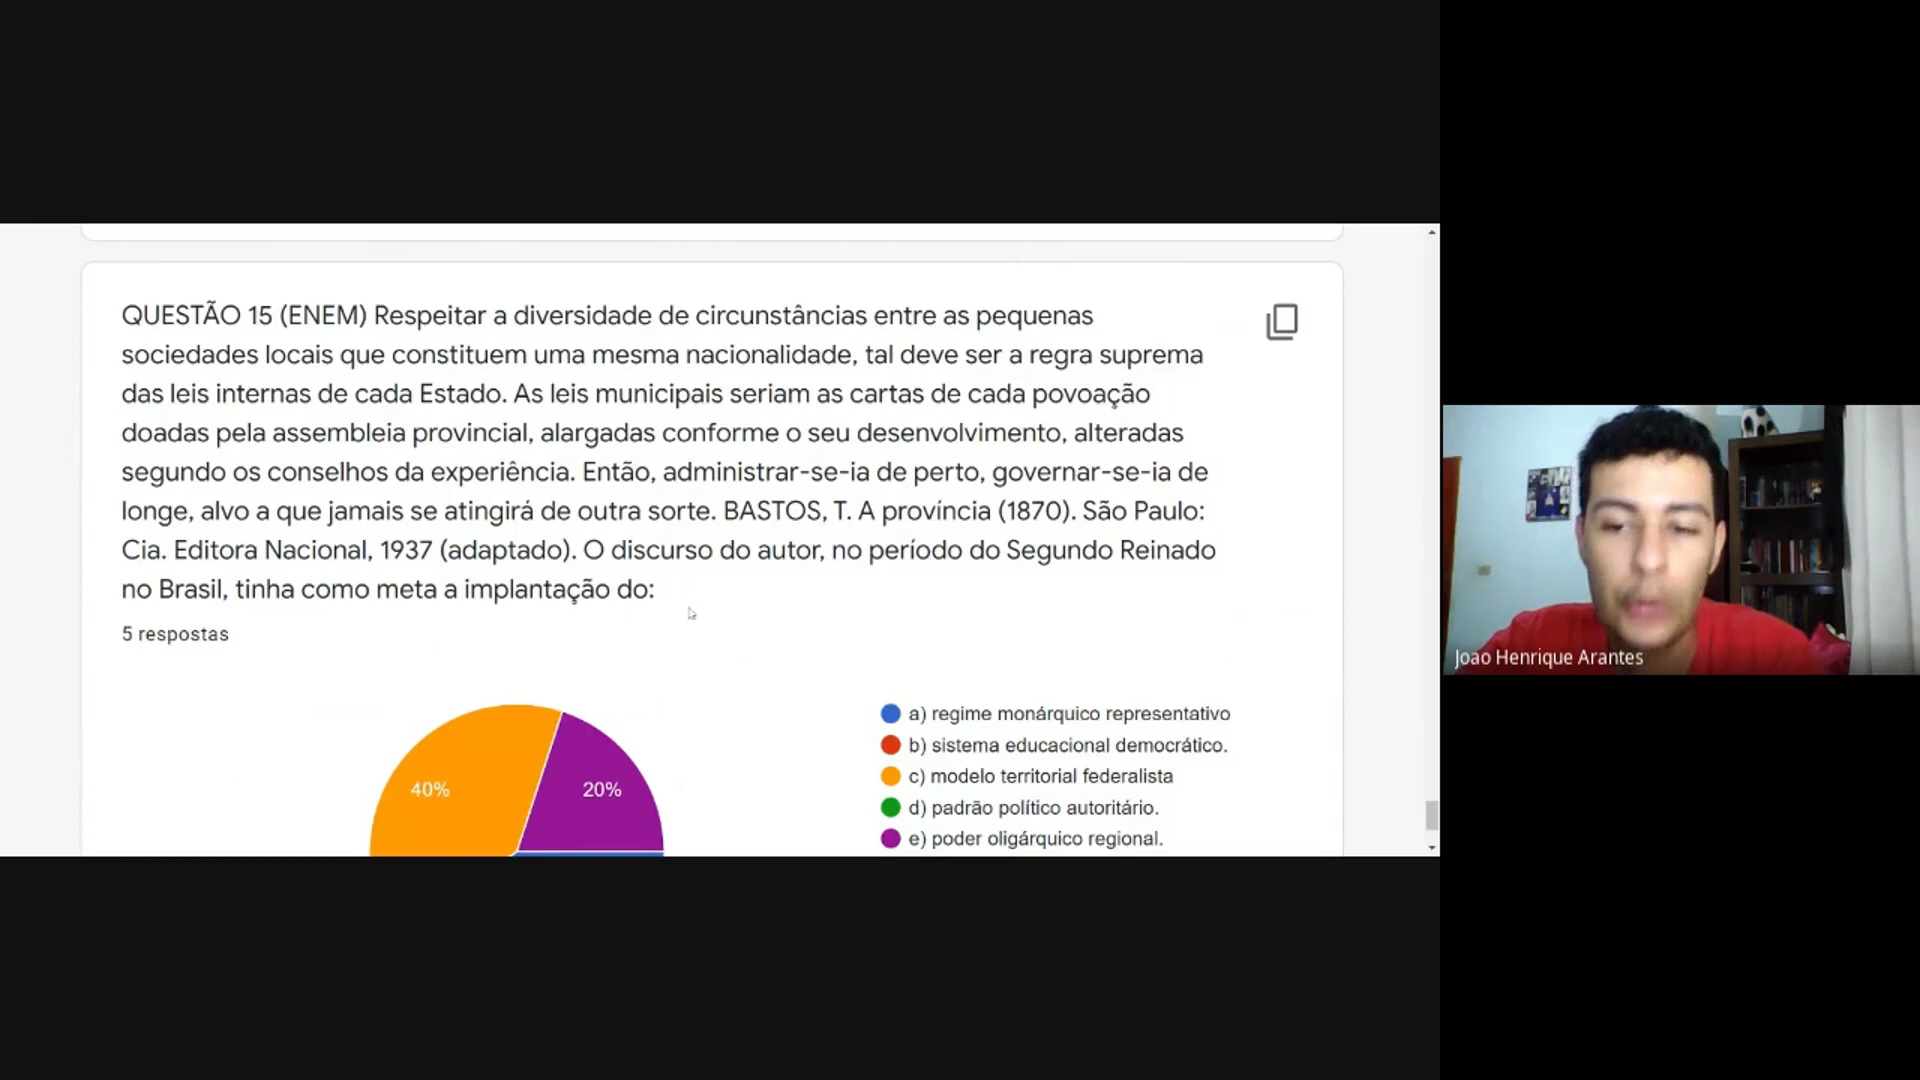 QUESTÃO 15 (ENEM) Respeitar a diversidade de circunstâncias entre as pequenas
sociedades locais que constituem uma mesma nacionalidade, tal deve ser a regra suprema
das leis internas de cada Estado. As leis municipais seriam as cartas de cada povoação
doadas pela assembleia provincial, alargadas conforme o seu desenvolvimento, alteradas
segundo os conselhos da experiência. Então, administrar-se-ia de perto, governar-se-ia de
longe, alvo a que jamais se atingirá de outra sorte. BASTOS, T. A província (1870). São Paulo:
Cia. Editora Nacional, 1937 (adaptado). O discurso do autor, no período do Segundo Reinado
no Brasil, tinha como meta a implantação do:
5 respostas
40%
20%
a) regime monárquico representativo
b) sistema educacional democrático.
c) modelo territorial federalista
d) padrão político autoritário.
e) poder oligárquico regional.
Joao Henrique Arantes